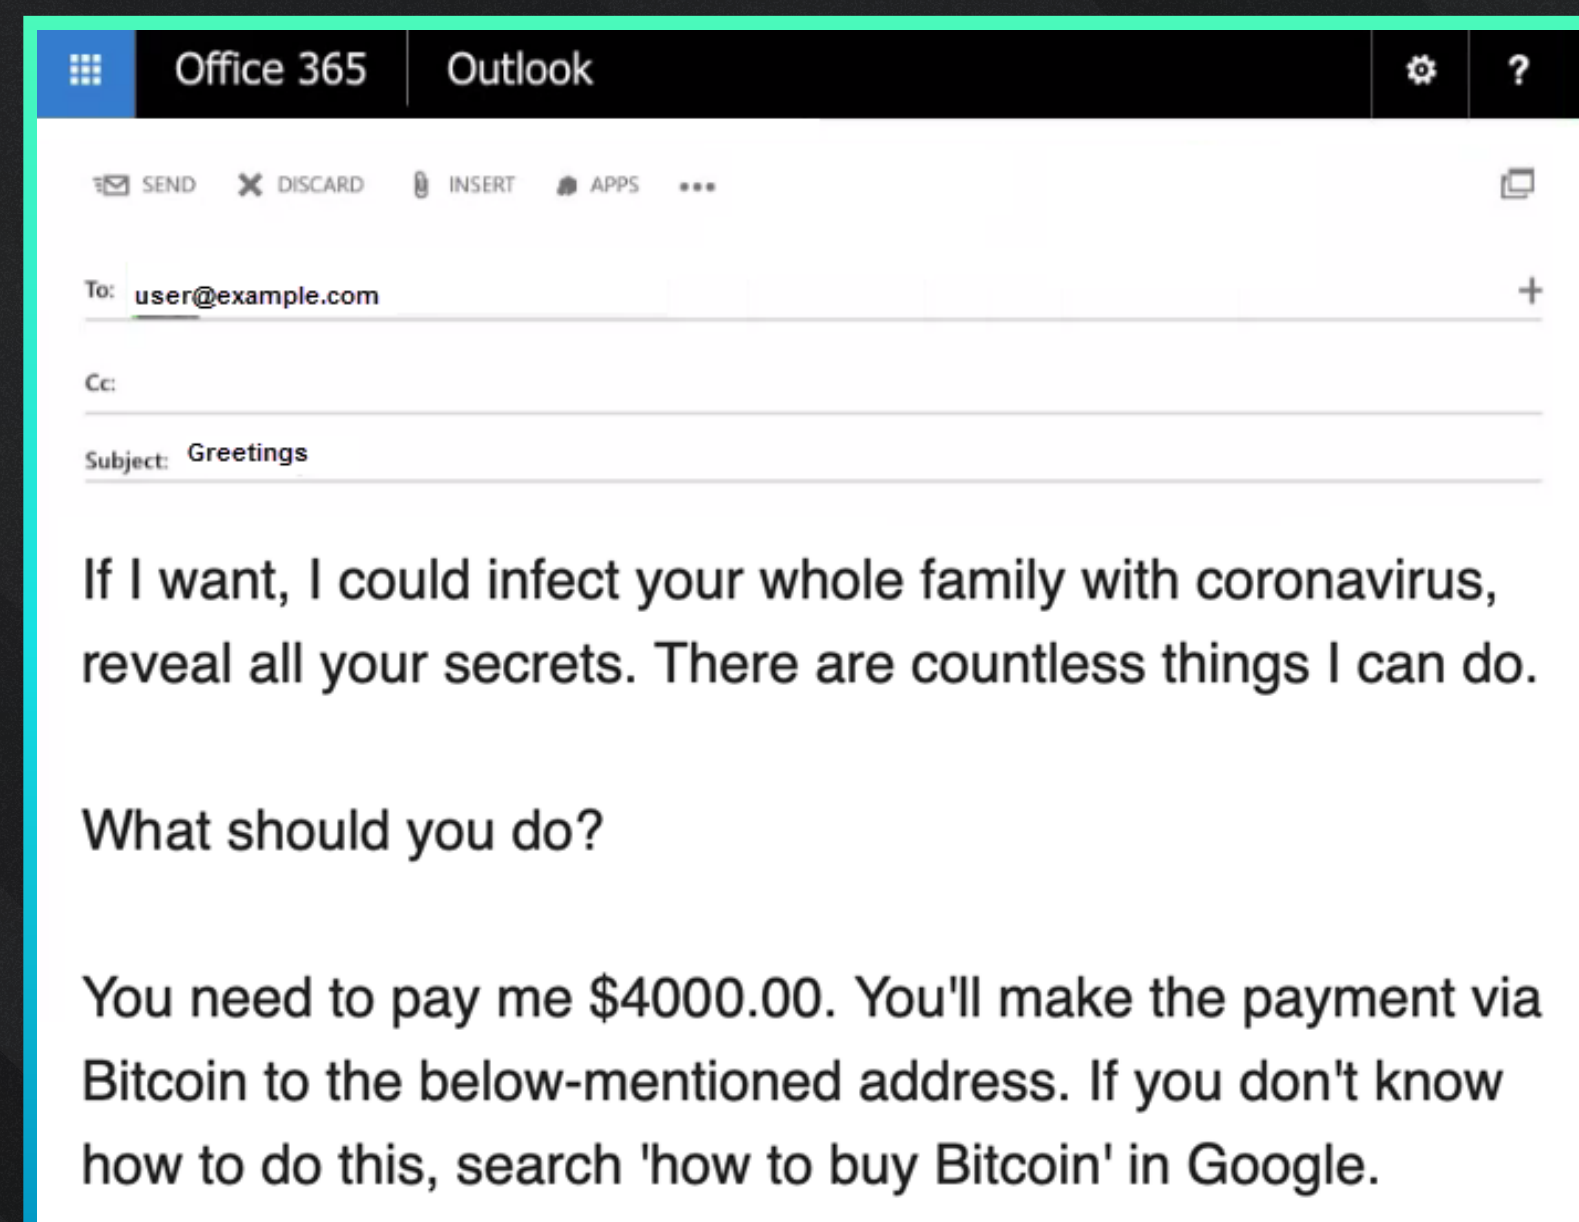 Office 365 Outlook ?
SEND DISCARD INSERT APPS
To: user@example.com
Cc:
Subject: Greetings
If I want, I could infect your whole family with coronavirus,
reveal all your secrets. There are countless things I can do.
What should you do?
You need to pay me $4000.00. You'll make the payment via
Bitcoin to the below-mentioned address. If you don't know
how to do this, search 'how to buy Bitcoin' in Google.